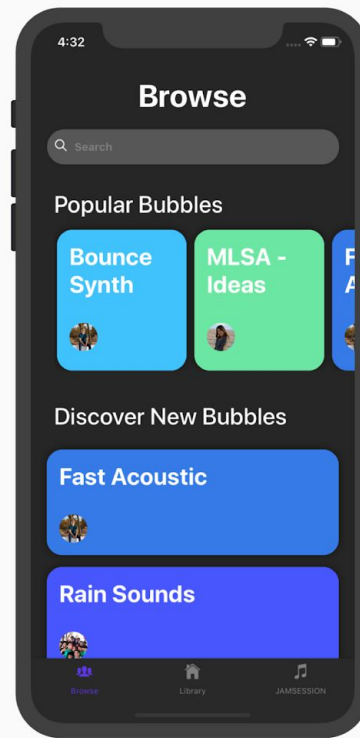 4:32
Browse
Search
Popular Bubbles
Bounce
Synth
MLSA -
Ideas
F
A
Discover New Bubbles
Fast Acoustic
Rain Sounds
Browse
Library
JAMSESSION